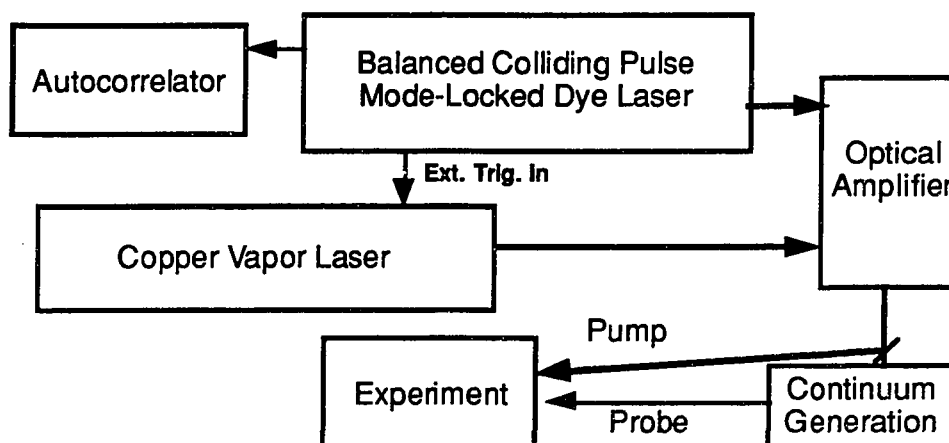 Balanced Colliding Pulse
Mode-Locked Dye Laser
Autocorrelator
Optical
Amplifier
Ext. Trig. In
Copper Vapor Laser
Pump
Experiment
Probe
Continuum
Generation